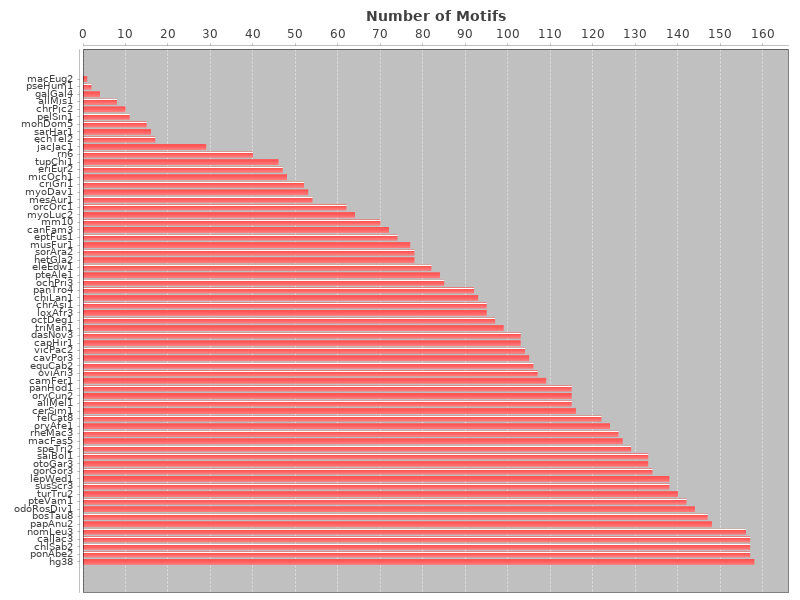 Number of Motifs
0 10 20 30 40 50 60 70 80 90 100 110 120 130 140 150 160
macEug2
pseHum1
galGal4
allMis1
chrPic2
pelSin1
monDom5
sarHar1
echTel2
jacJac1
rn6
tupChi1
eriEur2
micOch1
criGri1
myoDav1
mesAur1
orcOrc1
myoLuc2
mm10
canFam3
eptFus1
musFur1
sorAra2
hetGla2
eleEdw1
pteAle1
ochPri3
panTro4
chiLan1
chrAsi1
loxAfr3
octDeg1
triMan1
dasNov3
capHir1
vicPac2
cavPor3
equCab2
oviAri3
camFer1
panHod1
oryCun2
ailMel1
cerSim1
felCat8
oryAfe1
rheMac3
macFas5
speTri2
saiBol1
otoGar3
gorGor3
lepWed1
susScr3
turTru2
pteVam1
odoRosDiv1
bosTau8
papAnu2
nomLeu3
calJac3
chlSab2
ponAbe2
hg38